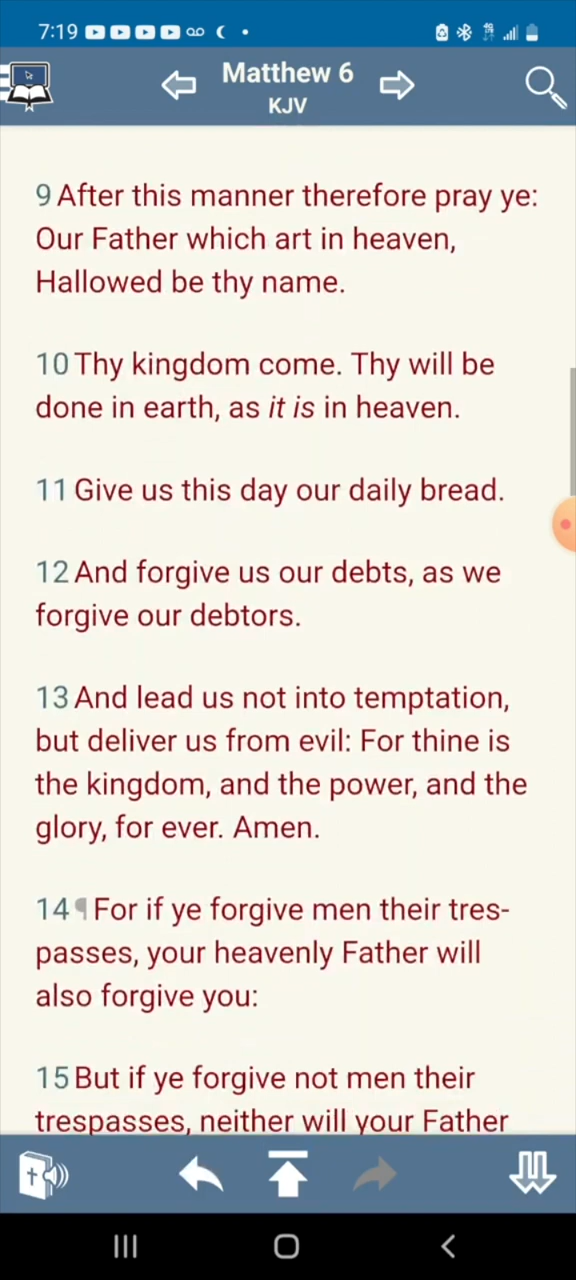 7:19
Matthew 6
KJV
9 After this manner therefore pray ye:
Our Father which art in heaven,
Hallowed be thy name.
10 Thy kingdom come. Thy will be
done in earth, as it is in heaven.
11 Give us this day our daily bread.
12 And forgive us our debts, as we
forgive our debtors.
13 And lead us not into temptation,
but deliver us from evil: For thine is
the kingdom, and the power, and the
glory, for ever. Amen.
14 ¶ For if ye forgive men their tres-
passes, your heavenly Father will
also forgive you:
15 But if ye forgive not men their
trespasses, neither will your Father